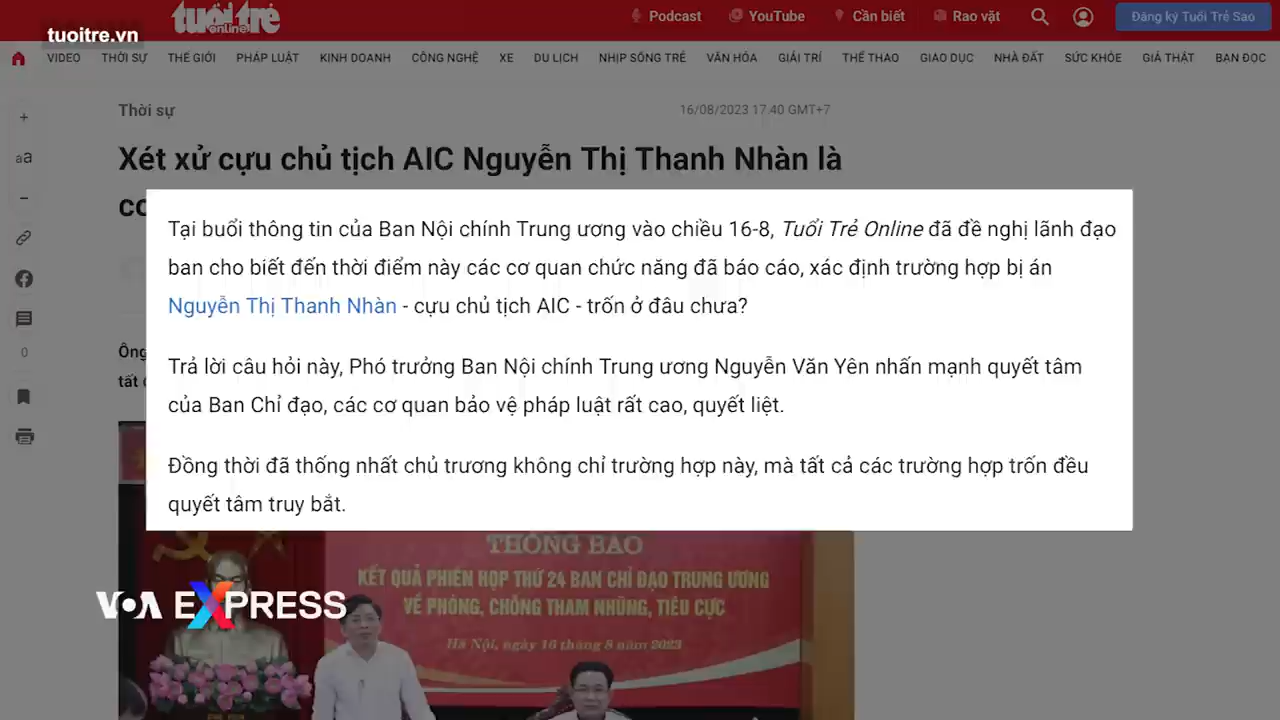 tuoitre.vn
tuổi trẻ
online
Podcast
YouTube
Cần biết
Rao vặt
Đăng ký Tuổi Trẻ Sao
VIDEO THỜI SỰ THẾ GIỚI PHÁP LUẬT KINH DOANH CÔNG NGHỆ XE DU LỊCH NHỊP SỐNG TRẺ VĂN HÓA GIẢI TRÍ THỂ THAO GIÁO DỤC NHÀ ĐẤT SỨC KHỎE GIẢ THẬT BẠN ĐỌC
Thời sự
16/08/2023 17:40 GMT+7
aa
Xét xử cựu chủ tịch AIC Nguyễn Thị Thanh Nhàn là
Tại buổi thông tin của Ban Nội chính Trung ương vào chiều 16-8, Tuổi Trẻ Online đã đề nghị lãnh đạo
ban cho biết đến thời điểm này các cơ quan chức năng đã báo cáo, xác định trường hợp bị án
Nguyễn Thị Thanh Nhàn - cựu chủ tịch AIC - trốn ở đâu chưa?
0
Ông
tất
Trả lời câu hỏi này, Phó trưởng Ban Nội chính Trung ương Nguyễn Văn Yên nhấn mạnh quyết tâm
của Ban Chỉ đạo, các cơ quan bảo vệ pháp luật rất cao, quyết liệt.
Đồng thời đã thống nhất chủ trương không chỉ trường hợp này, mà tất cả các trường hợp trốn đều
quyết tâm truy bắt.
THÔNG BÁO
KẾT QUẢ PHIÊN HỌP THỨ 24 BAN CHỈ ĐẠO TRUNG ƯƠNG
VỀ PHÒNG, CHỐNG THAM NHŨNG, TIÊU CỰC
Hà Nội, ngày 16 tháng 8 năm 2023
VOA EXPRESS